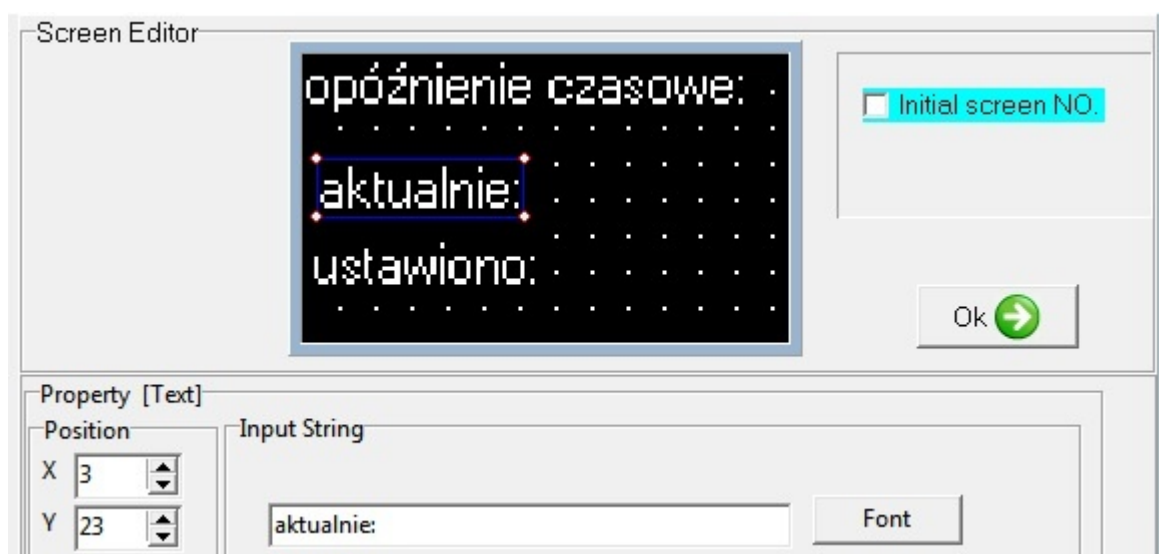 Screen Editor
opóźnienie czasowe:
aktualnie:
ustawiono:
Initial screen NO.
Ok
Property [Text]
Position
Input String
X 3
Y 23
aktualnie:
Font